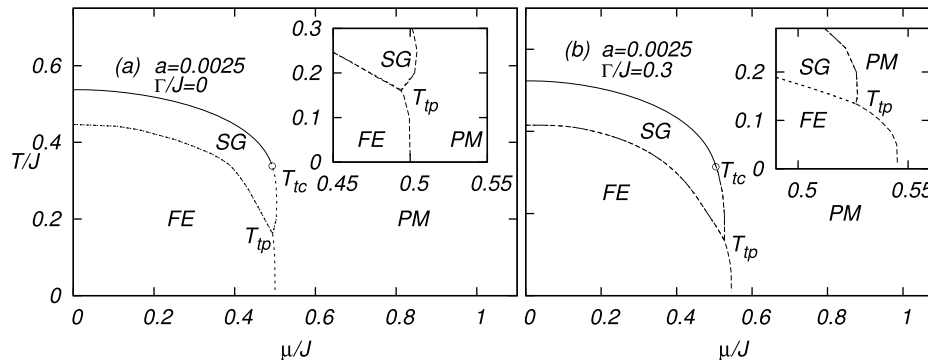 (a) a=0.0025
Γ/J=0
T/J
0.6
0.4
0.2
0
SG
FE
PM
T_tc
T_tp
0 0.2 0.4 0.6 0.8 1
μ/J
0.3
0.2
0.1
0
SG
T_tp
FE PM
0.45 0.5 0.55
(b) a=0.0025
Γ/J=0.3
SG
FE
T_tc
T_tp
PM
0 0.2 0.4 0.6 0.8 1
μ/J
0.2
0.1
0
SG PM
T_tp
FE
0.5 0.55